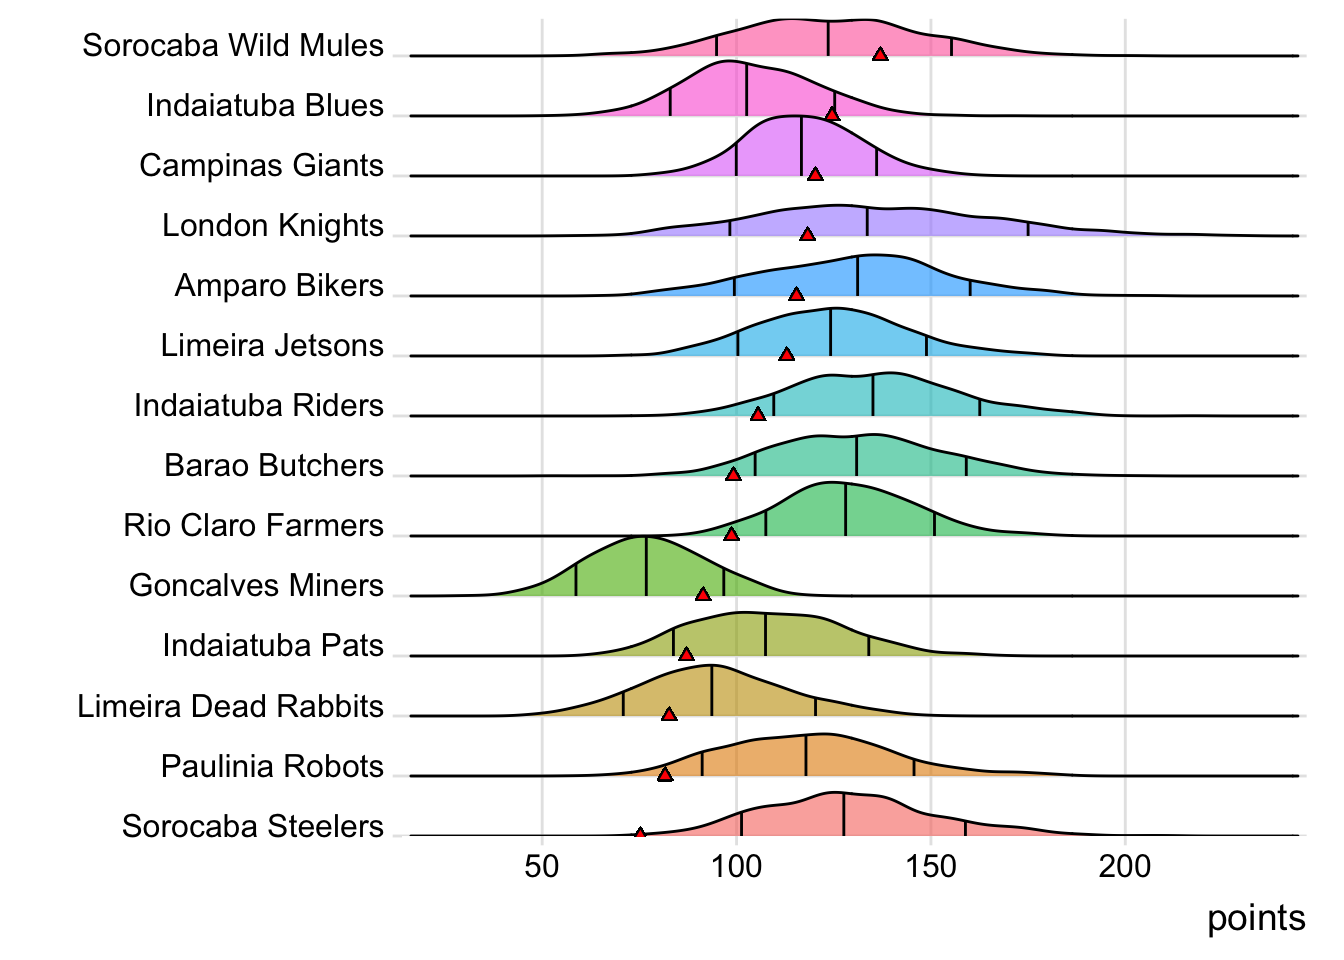 Sorocaba Wild Mules
Indaiatuba Blues
Campinas Giants
London Knights
Amparo Bikers
Limeira Jetsons
Indaiatuba Riders
Barao Butchers
Rio Claro Farmers
Goncalves Miners
Indaiatuba Pats
Limeira Dead Rabbits
Paulinia Robots
Sorocaba Steelers
50 100 150 200
points